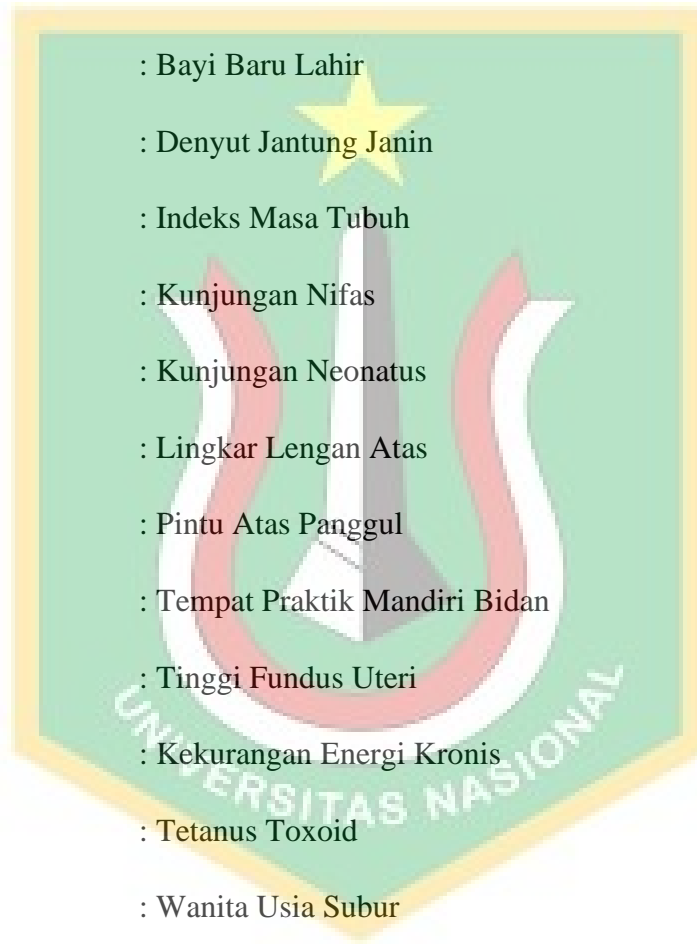 : Bayi Baru Lahir
: Denyut Jantung Janin
: Indeks Masa Tubuh
: Kunjungan Nifas
: Kunjungan Neonatus
: Lingkar Lengan Atas
: Pintu Atas Panggul
: Tempat Praktik Mandiri Bidan
: Tinggi Fundus Uteri
: Kekurangan Energi Kronis
: Tetanus Toxoid
: Wanita Usia Subur
UNIVERSITAS NASIONAL